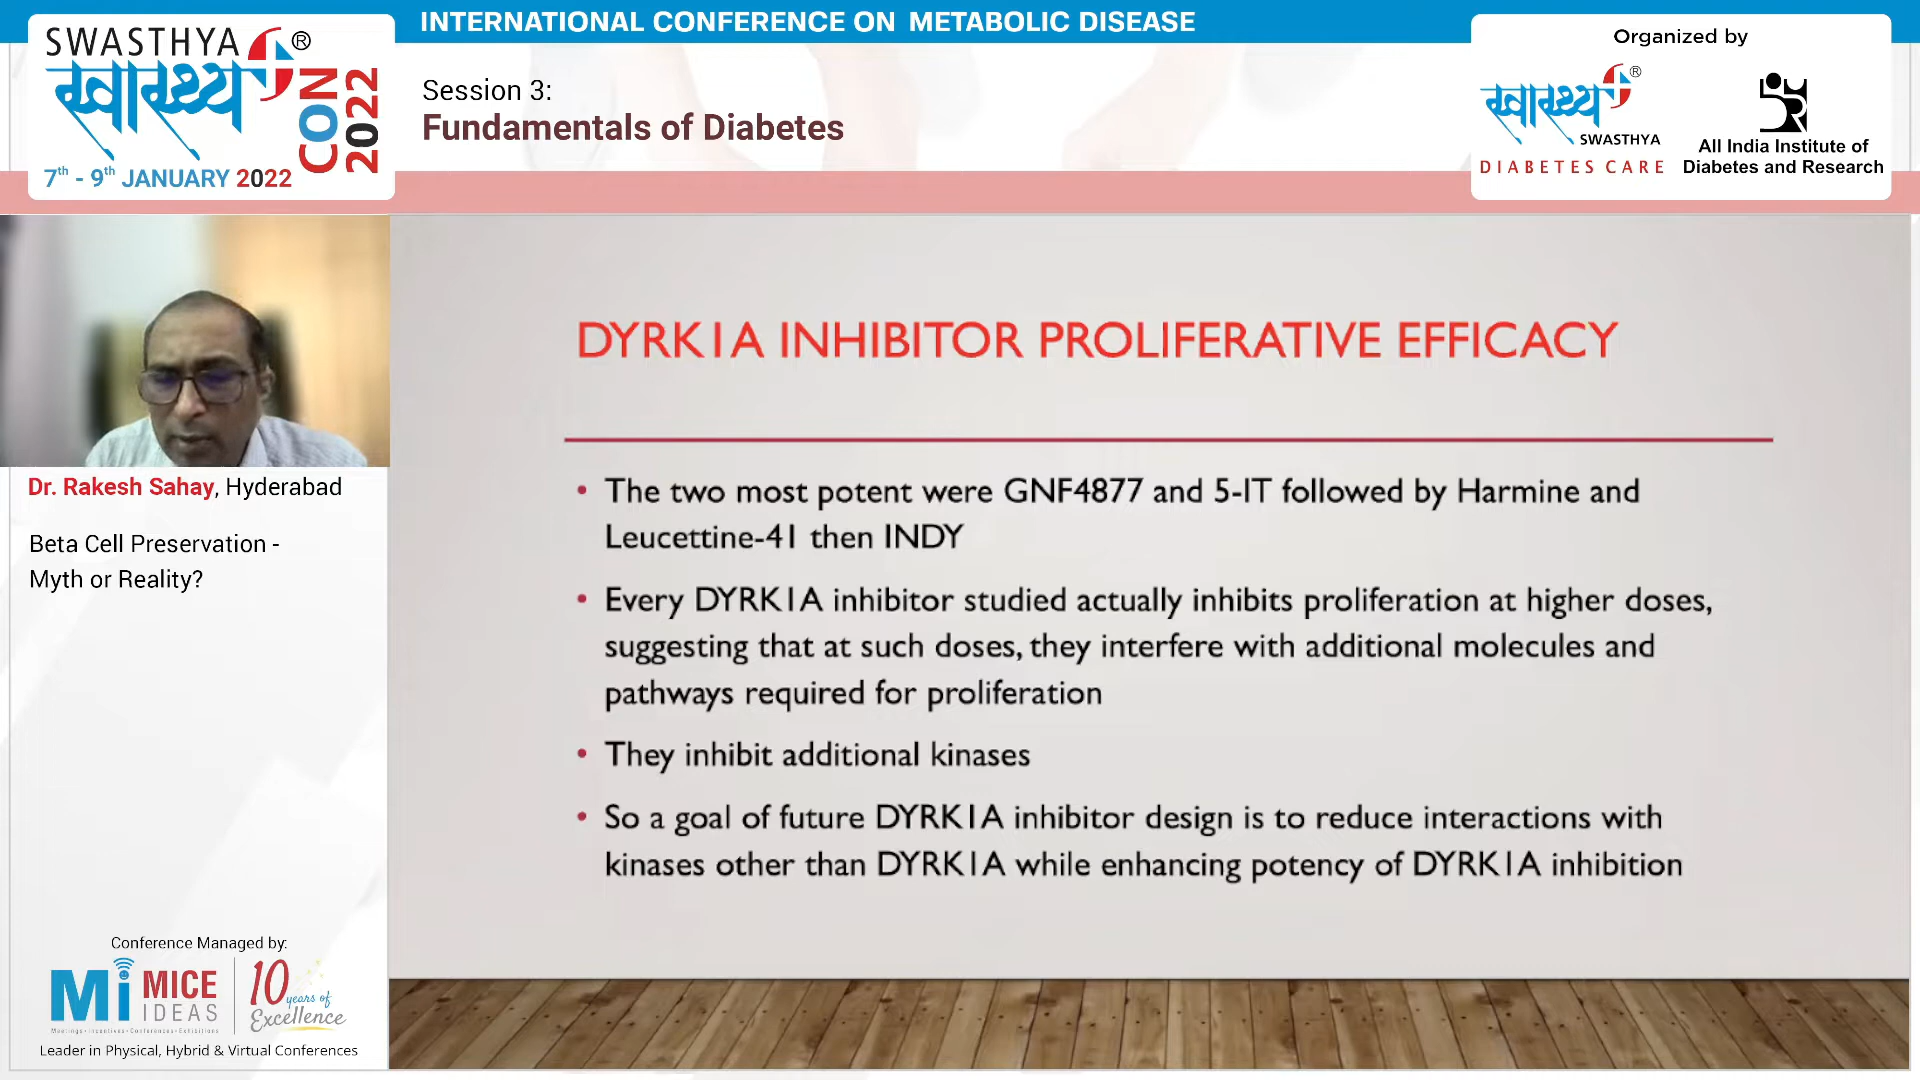 INTERNATIONAL CONFERENCE ON METABOLIC DISEASE
SWASTHYA ®
स्वास्थ्य
CON 2022
7th - 9th JANUARY 2022
Session 3:
Fundamentals of Diabetes
Organized by
स्वास्थ्य ®
SWASTHYA
DIABETES CARE
All India Institute of
Diabetes and Research
Dr. Rakesh Sahay, Hyderabad
Beta Cell Preservation -
Myth or Reality?
DYRK1A INHIBITOR PROLIFERATIVE EFFICACY
• The two most potent were GNF4877 and 5-IT followed by Harmine and
Leucettine-41 then INDY
• Every DYRK1A inhibitor studied actually inhibits proliferation at higher doses,
suggesting that at such doses, they interfere with additional molecules and
pathways required for proliferation
• They inhibit additional kinases
• So a goal of future DYRK1A inhibitor design is to reduce interactions with
kinases other than DYRK1A while enhancing potency of DYRK1A inhibition
Conference Managed by:
Mi MICE
IDEAS
Meetings • Incentives • Conferences • Exhibitions
10
years of
Excellence
Leader in Physical, Hybrid & Virtual Conferences